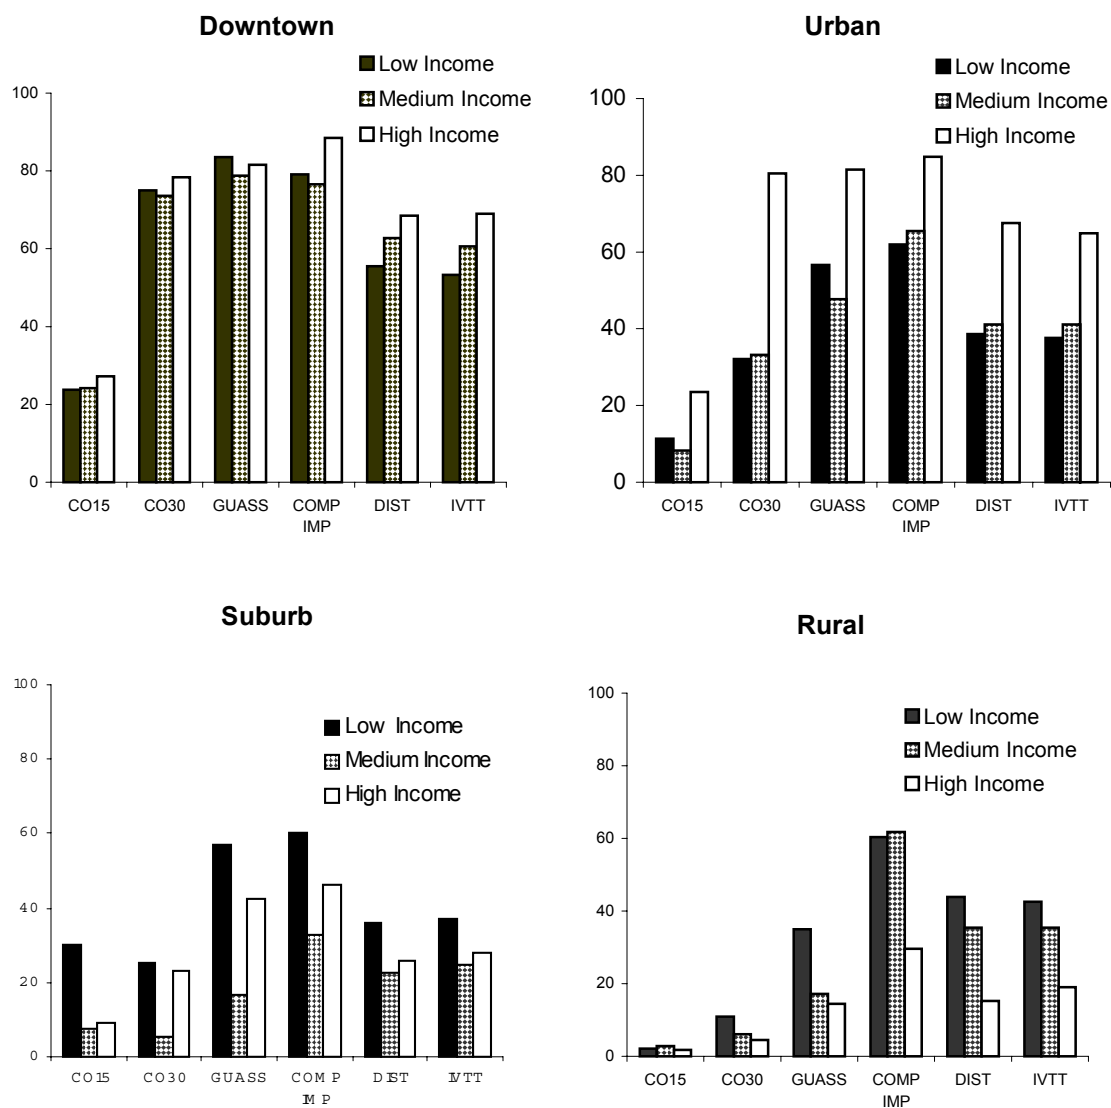 Downtown
Low Income
Medium Income
High Income
100
80
60
40
20
0
CO15 CO30 GUASS COMP DIST IVTT
IMP
Urban
Low Income
Medium Income
High Income
100
80
60
40
20
0
CO15 CO30 GUASS COMP DIST IVTT
IMP
Suburb
Low Income
Medium Income
High Income
100
80
60
40
20
0
CO15 CO30 GUASS COMP DIST IVTT
IMP
Rural
Low Income
Medium Income
High Income
100
80
60
40
20
0
CO15 CO30 GUASS COMP DIST IVTT
IMP